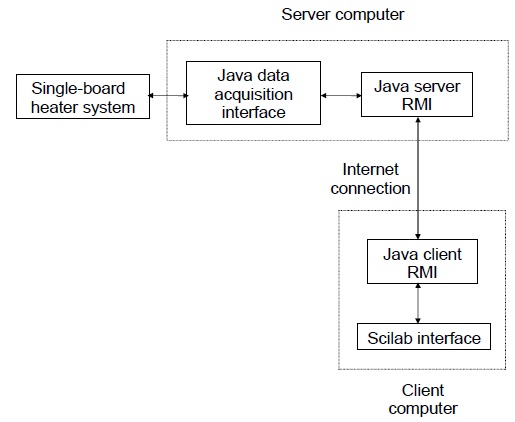 Server computer
Single-board
heater system
Java data
acquisition
interface
Java server
RMI
Internet
connection
Java client
RMI
Scilab interface
Client
computer